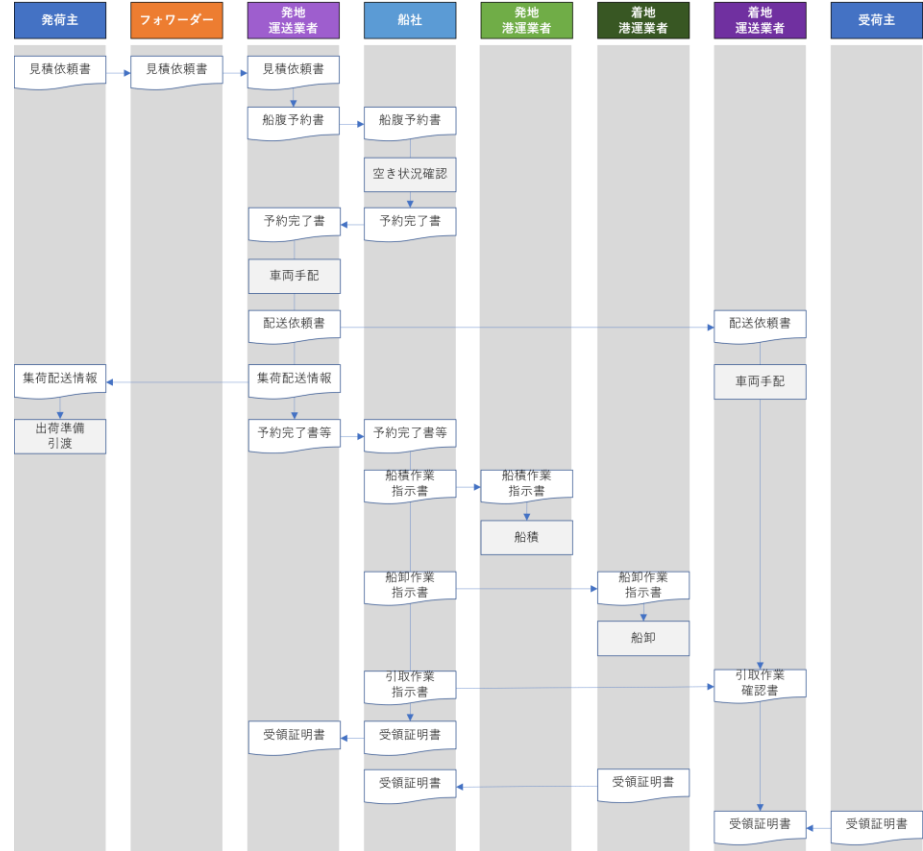 発荷主
フォワーダー
発地
運送業者
船社
発地
港運業者
着地
港運業者
着地
運送業者
受荷主
見積依頼書
見積依頼書
見積依頼書
船腹予約書
船腹予約書
空き状況確認
予約完了書
予約完了書
車両手配
配送依頼書
配送依頼書
集荷配送情報
集荷配送情報
車両手配
出荷準備
引渡
予約完了書等
予約完了書等
船積作業
指示書
船積作業
指示書
船積
船卸作業
指示書
船卸作業
指示書
船卸
引取作業
指示書
引取作業
確認書
受領証明書
受領証明書
受領証明書
受領証明書
受領証明書
受領証明書